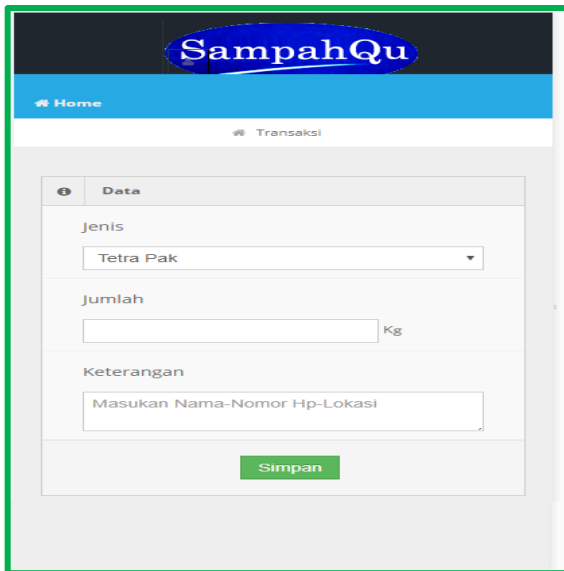 SampahQu
Home
Transaksi
Data
Jenis
Tetra Pak
Jumlah
Kg
Keterangan
Masukan Nama-Nomor Hp-Lokasi
Simpan